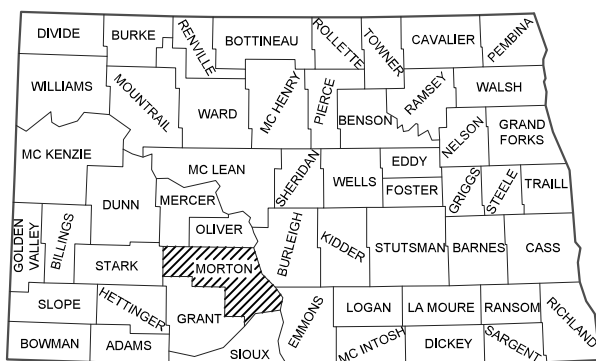 DIVIDE
BURKE
RENVILLE
BOTTINEAU
ROLLETTE
TOWNER
CAVALIER
PEMBINA
WILLIAMS
MOUNTRAIL
WARD
MC HENRY
PIERCE
BENSON
RAMSEY
WALSH
NELSON
GRAND
FORKS
MC KENZIE
MC LEAN
SHERIDAN
WELLS
EDDY
FOSTER
GRIGGS
STEELE
TRAILL
DUNN
MERCER
OLIVER
GOLDEN
VALLEY
BILLINGS
STARK
MORTON
BURLEIGH
KIDDER
STUTSMAN
BARNES
CASS
SLOPE
HETTINGER
GRANT
EMMONS
LOGAN
LA MOURE
RANSOM
RICHLAND
BOWMAN
ADAMS
SIOUX
MC INTOSH
DICKEY
SARGENT